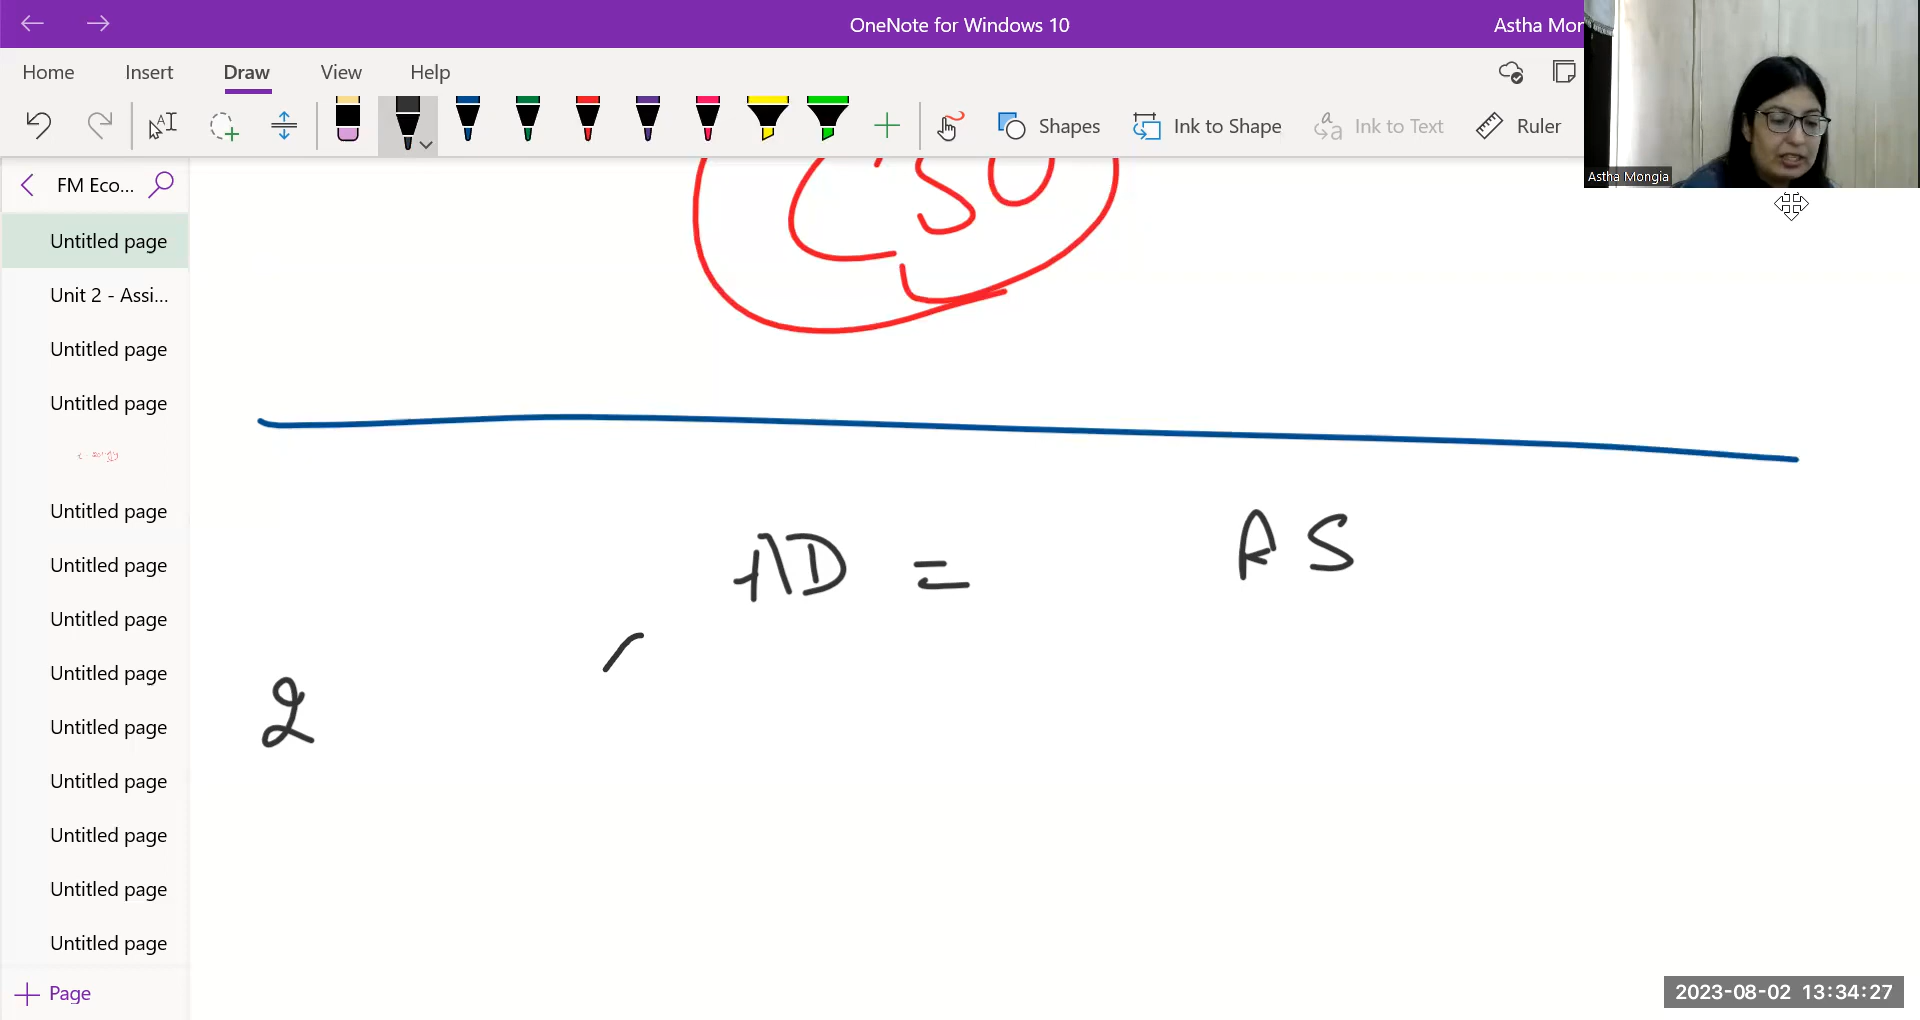 OneNote for Windows 10
Astha Mon
Home Insert Draw View Help
Shapes Ink to Shape Ink to Text Ruler
Astha Mongia
FM Eco...
Untitled page
Unit 2 - Assi...
Untitled page
Untitled page
Untitled page
Untitled page
Untitled page
Untitled page
Untitled page
Untitled page
Untitled page
Untitled page
Untitled page
Page
50
AD = AS
2
2023-08-02 13:34:27